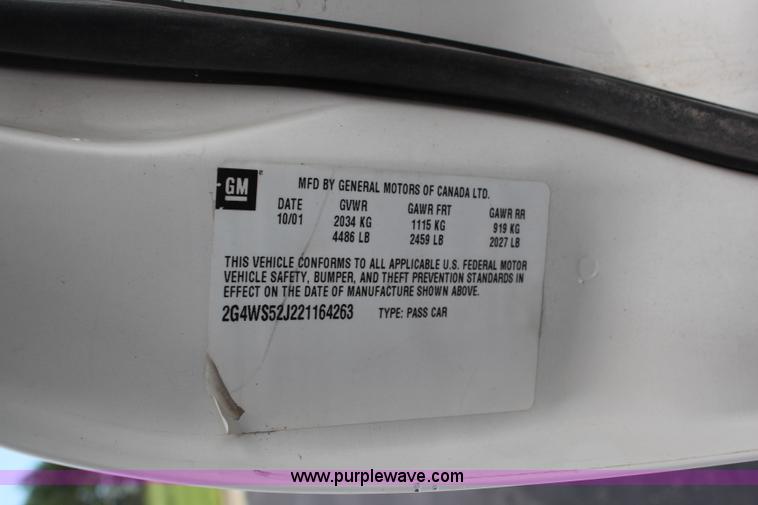 GM MFD BY GENERAL MOTORS OF CANADA LTD.
DATE GVWR GAWR FRT GAWR RR
10/01 2034 KG 1115 KG 919 KG
4486 LB 2459 LB 2027 LB
THIS VEHICLE CONFORMS TO ALL APPLICABLE U.S. FEDERAL MOTOR
VEHICLE SAFETY, BUMPER, AND THEFT PREVENTION STANDARDS IN
EFFECT ON THE DATE OF MANUFACTURE SHOWN ABOVE.
2G4WS52J221164263 TYPE: PASS CAR
www.purplewave.com